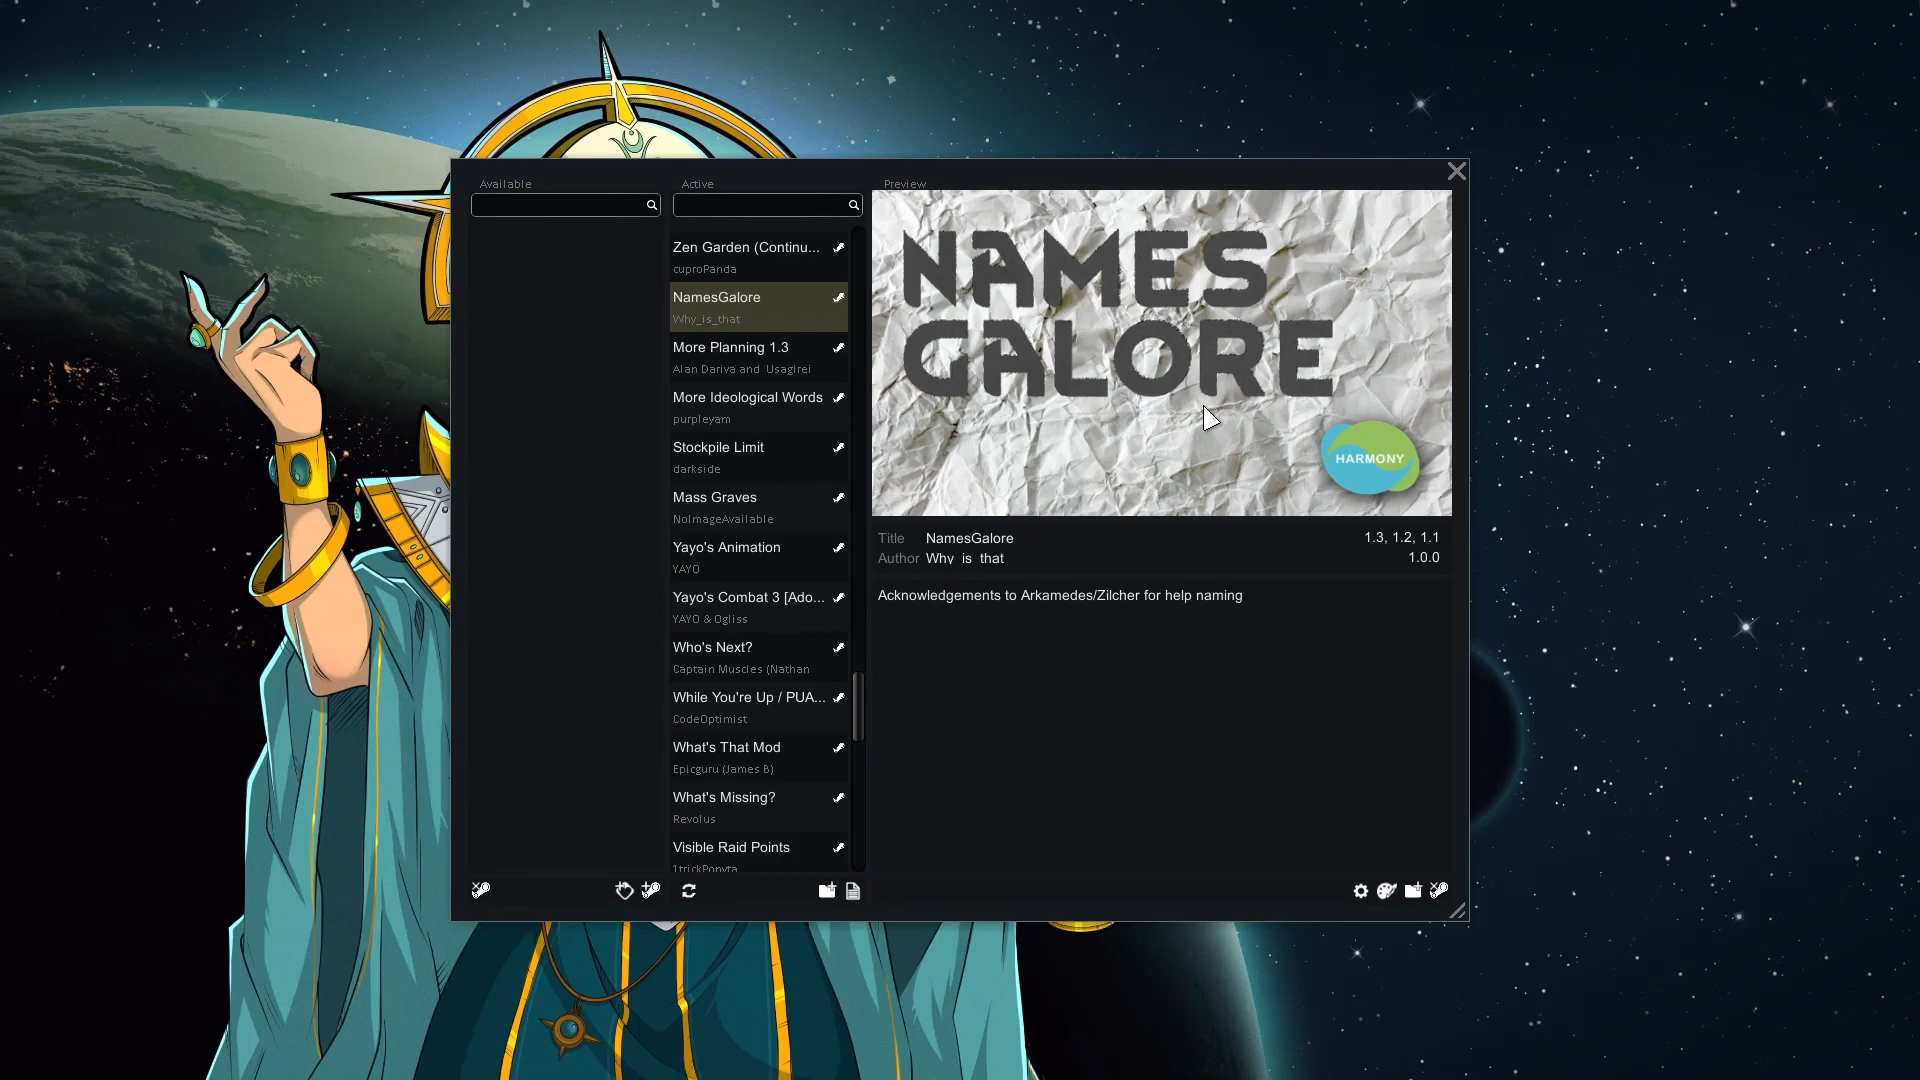 Available
Active
Preview
Zen Garden (Continu...
cuproPanda
NamesGalore
Why_is_that
More Planning 1.3
Alan Dariva and Usagirei
More Ideological Words
purpleyam
Stockpile Limit
darkside
Mass Graves
NoImageAvailable
Yayo's Animation
YAYO
Yayo's Combat 3 [Ado...
YAYO & Ogliss
Who's Next?
Captain Muscles (Nathan
While You're Up / PUA...
CodeOptimist
What's That Mod
Epicguru (James B)
What's Missing?
Revolus
Visible Raid Points
1trickPonyta
NAMES
GALORE
HARMONY
Title NamesGalore 1.3, 1.2, 1.1
Author Why_is_that 1.0.0
Acknowledgements to Arkamedes/Zilcher for help naming